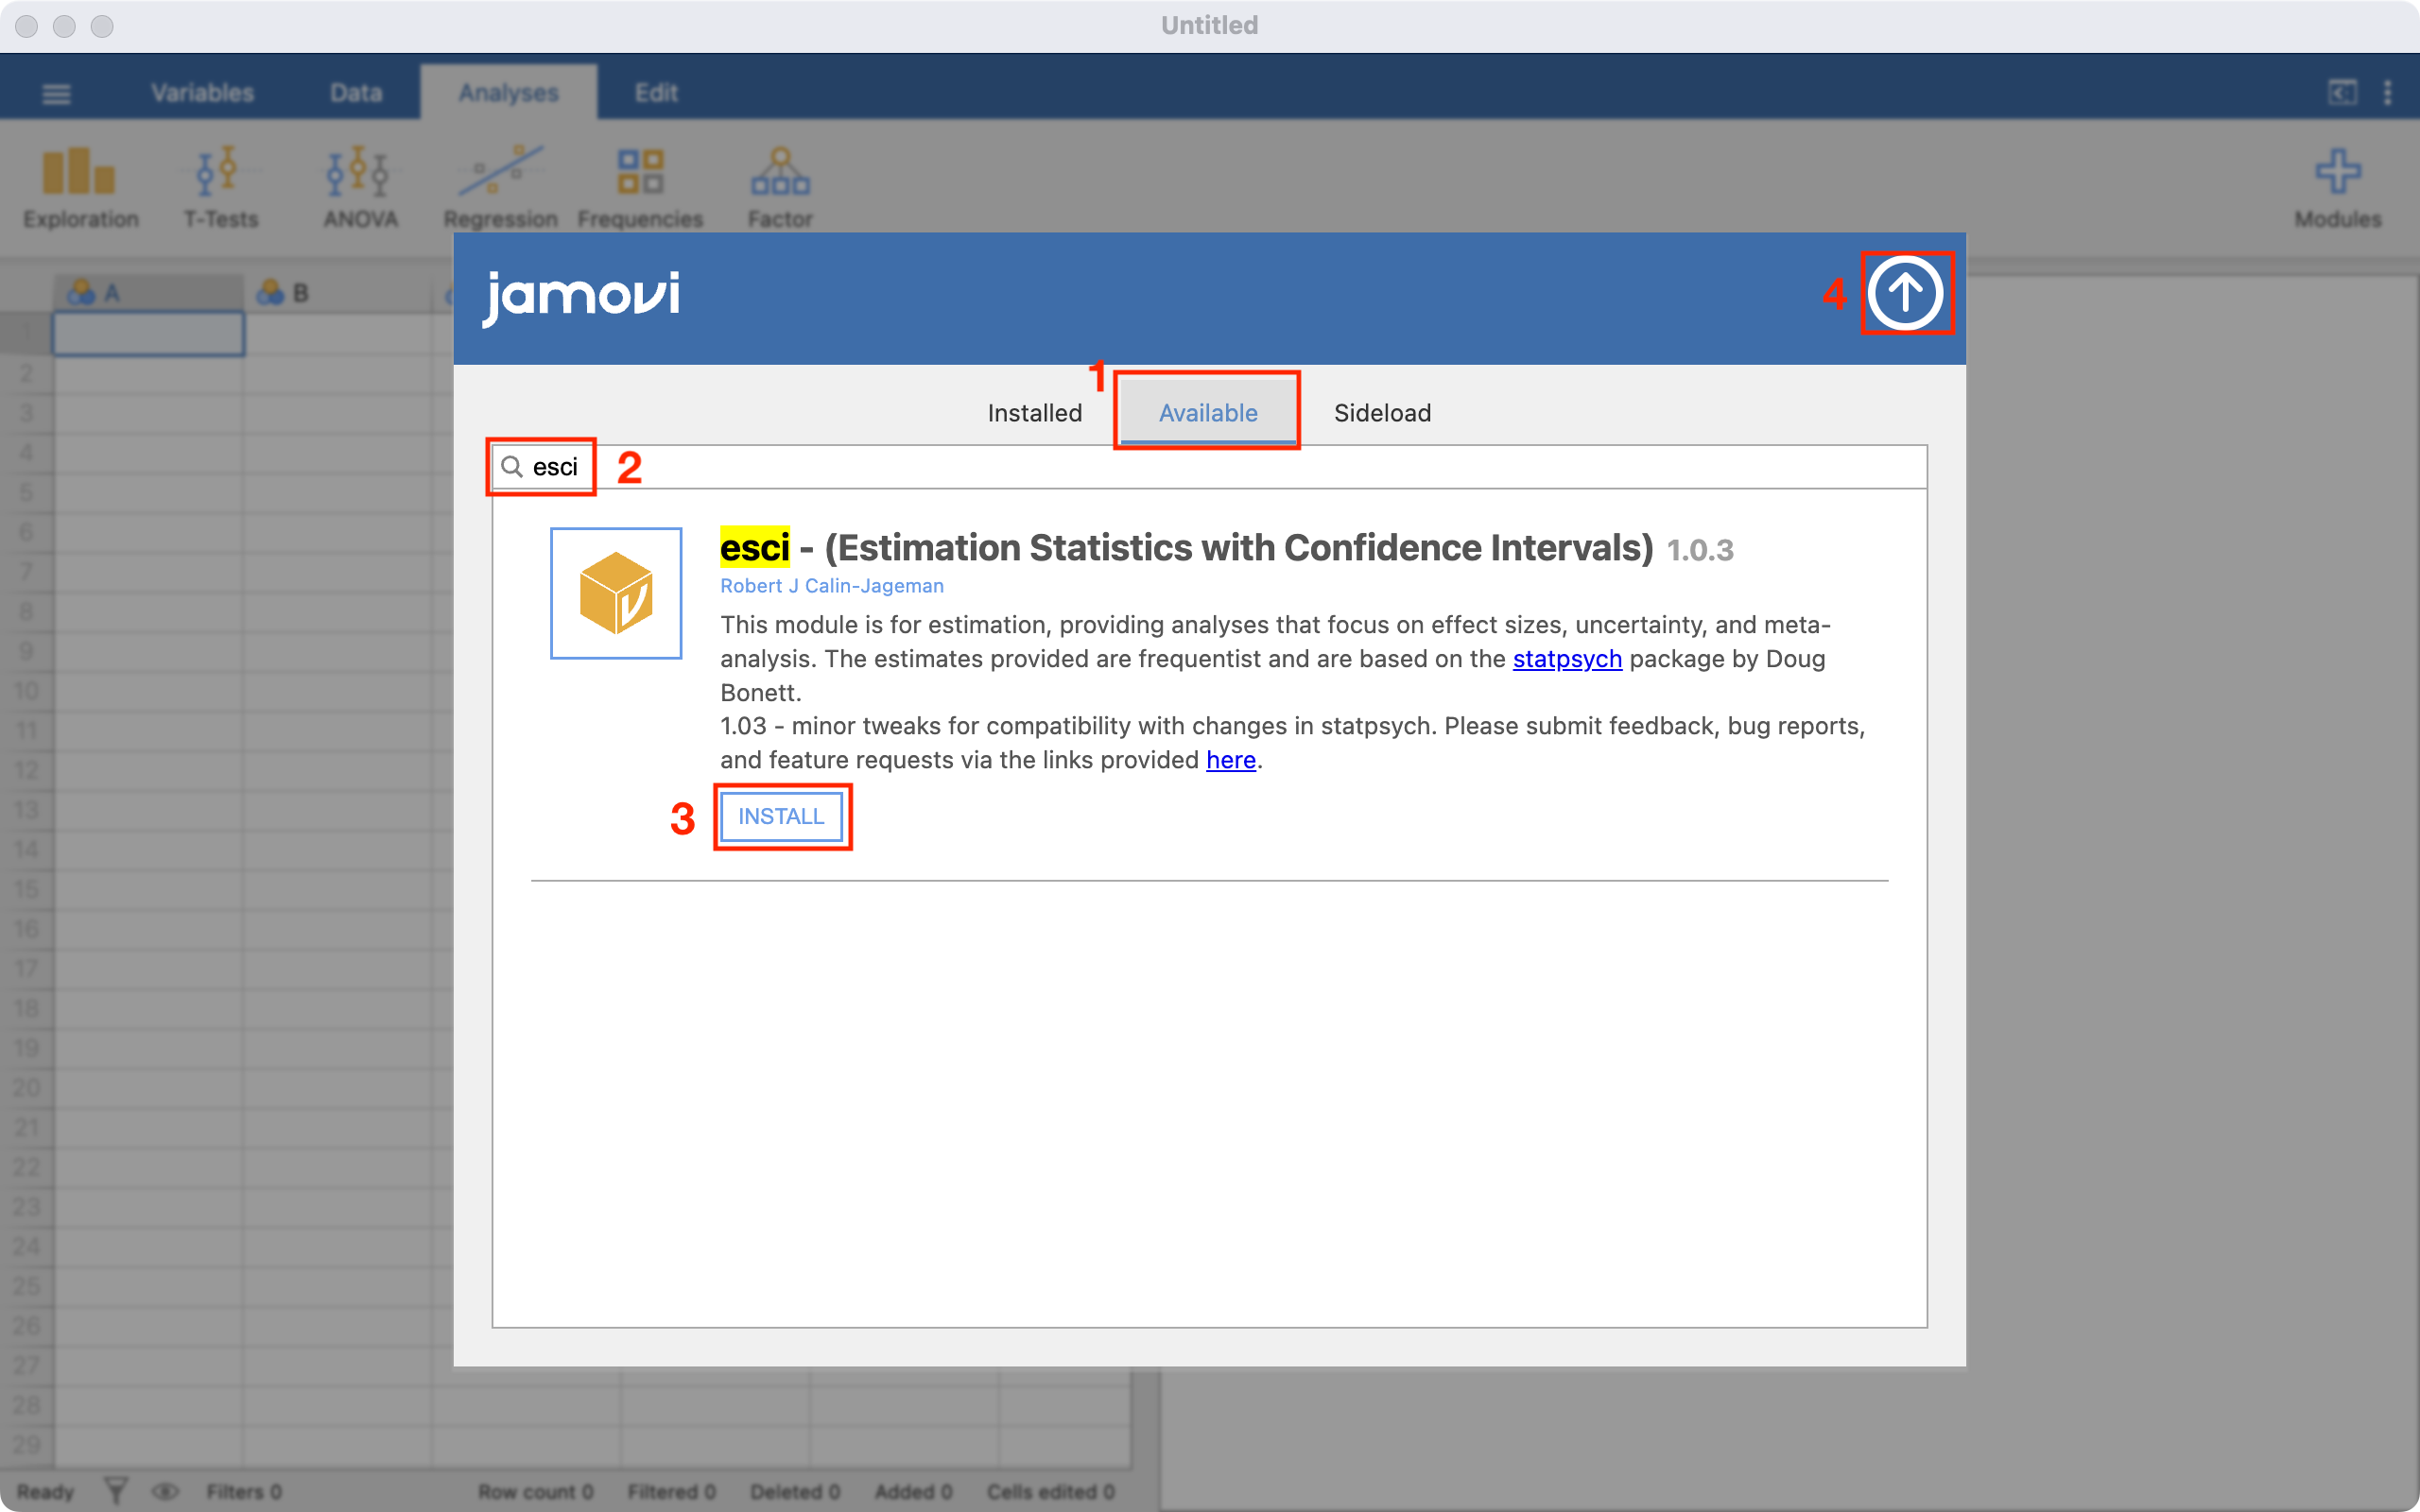 Untitled
Variables Data Analyses Edit
Exploration T-Tests ANOVA Regression Frequencies Factor Modules
jamovi
4
A B
1
Installed Available Sideload
esci 2
esci - (Estimation Statistics with Confidence Intervals) 1.0.3
Robert J Calin-Jageman
This module is for estimation, providing analyses that focus on effect sizes, uncertainty, and meta-
analysis. The estimates provided are frequentist and are based on the statpsych package by Doug
Bonett.
1.03 - minor tweaks for compatibility with changes in statpsych. Please submit feedback, bug reports,
and feature requests via the links provided here.
3 INSTALL
1
2
3
4
5
6
7
8
9
10
11
12
13
14
15
16
17
18
19
20
21
22
23
24
25
26
27
28
29
Ready Filters 0 Row count 0 Filtered 0 Deleted 0 Added 0 Cells edited 0